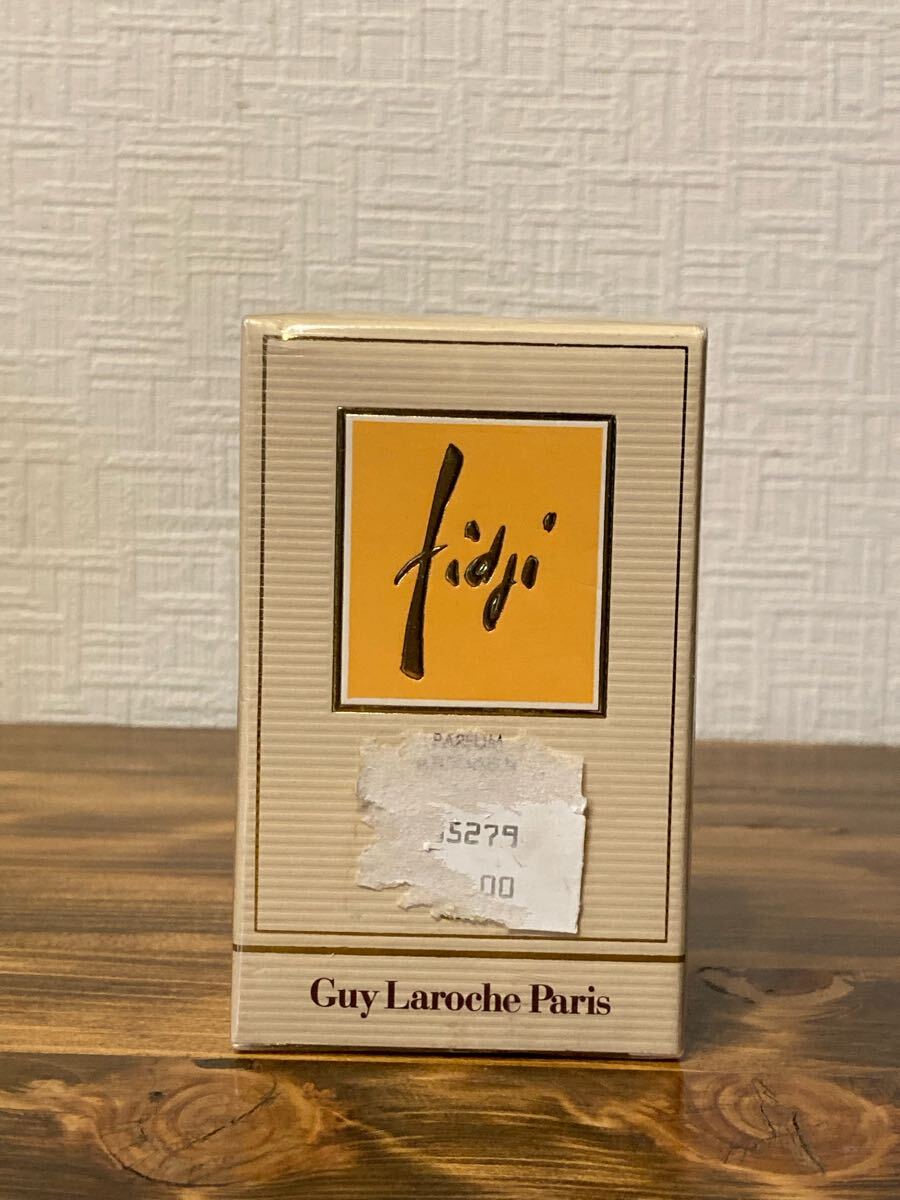 fidji
PARFUM
5279
00
Guy Laroche Paris